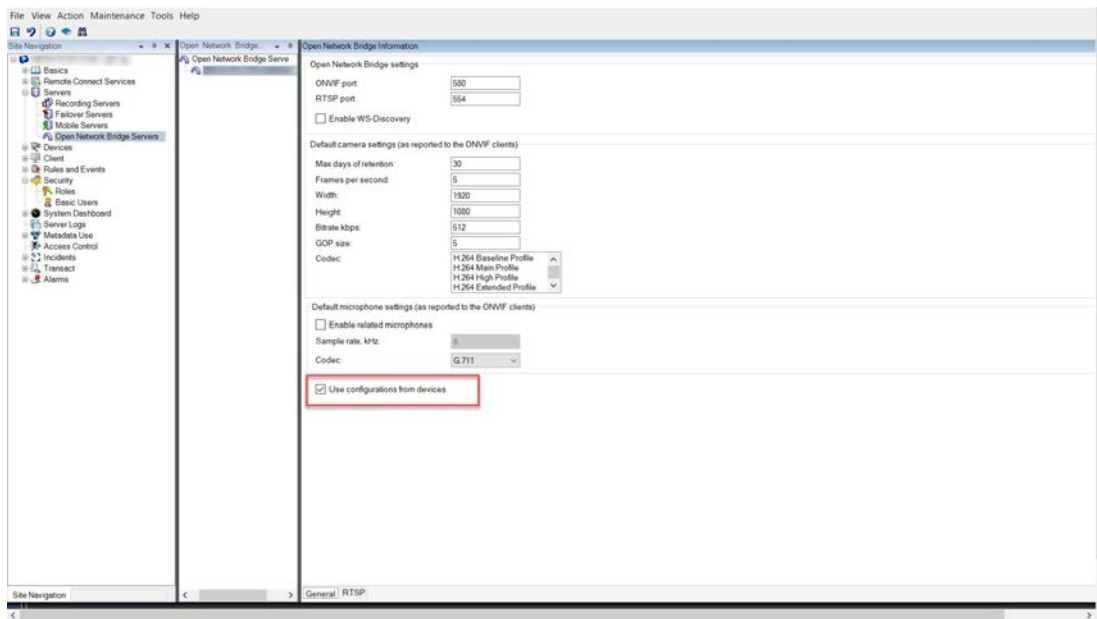 File View Action Maintenance Tools Help
Site Navigation
Basics
Remote Connect Services
Servers
Recording Servers
Failover Servers
Mobile Servers
Open Network Bridge Servers
Devices
Client
Rules and Events
Security
Roles
Basic Users
System Dashboard
Server Logs
Metadata Use
Access Control
Incidents
Transact
Alarms
Site Navigation
Open Network Bridge..
Open Network Bridge Serve
Open Network Bridge Information
Open Network Bridge settings
ONVIF port: 580
RTSP port: 554
Enable WS-Discovery
Default camera settings (as reported to the ONVIF clients)
Max days of retention: 30
Frames per second: 5
Width: 1920
Height: 1080
Bitrate kbps: 512
GOP size: 5
Codec: H.264 Baseline Profile
H.264 Main Profile
H.264 High Profile
H.264 Extended Profile
Default microphone settings (as reported to the ONVIF clients)
Enable related microphones
Sample rate, kHz: 8
Codec: G.711
Use configurations from devices
General RTSP